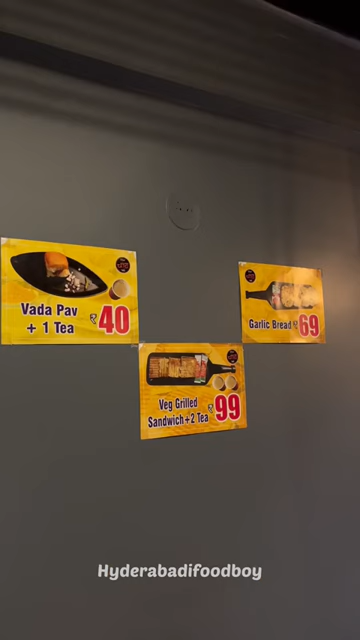 Vada Pav
+ 1 Tea
₹40
Garlic Bread ₹69
Veg Grilled
Sandwich+2 Tea
₹99
Hyderabadifoodboy